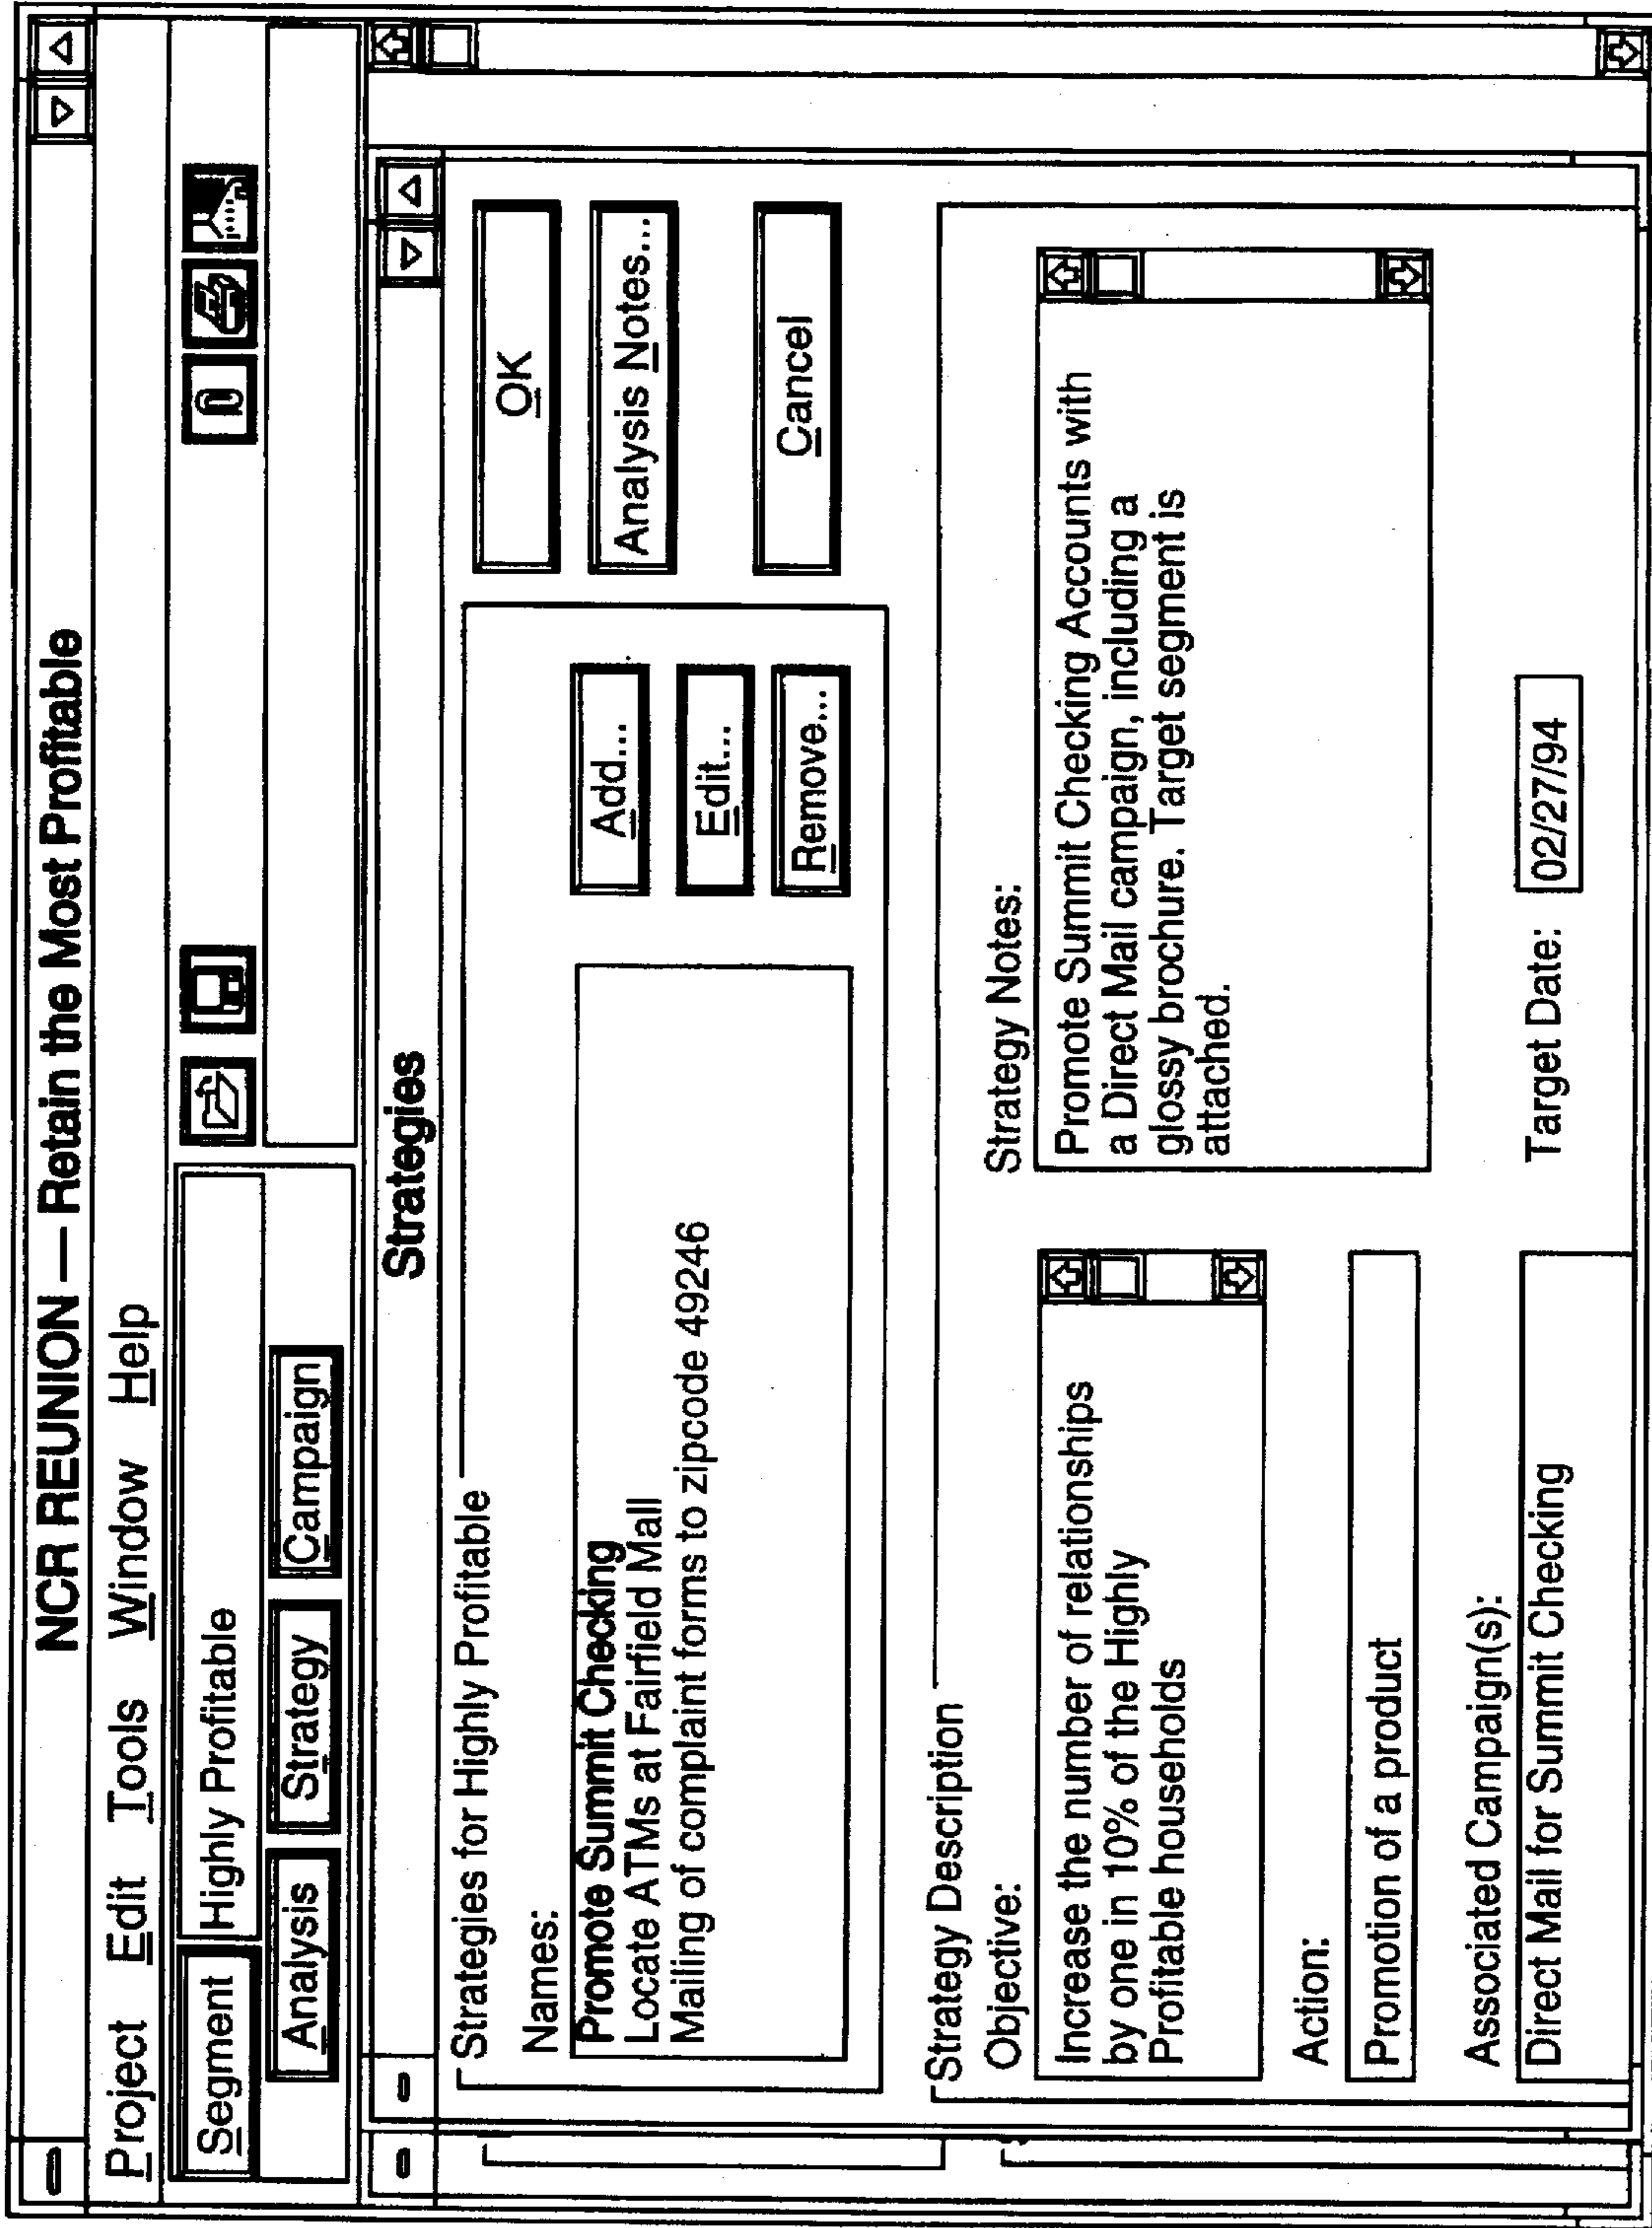 NCR REUNION — Retain the Most Profitable
Project Edit Tools Window Help
Segment Highly Profitable
Analysis Strategy Campaign
Strategies
Strategies for Highly Profitable
Names:
Promote Summit Checking
Locate ATMs at Fairfield Mall
Mailing of complaint forms to zipcode 49246
Add...
Edit...
Remove...
OK
Analysis Notes...
Cancel
Strategy Description
Objective:
Increase the number of relationships
by one in 10% of the Highly
Profitable households
Action:
Promotion of a product
Associated Campaign(s):
Direct Mail for Summit Checking
Strategy Notes:
Promote Summit Checking Accounts with
a Direct Mail campaign, including a
glossy brochure. Target segment is
attached.
Target Date: 02/27/94